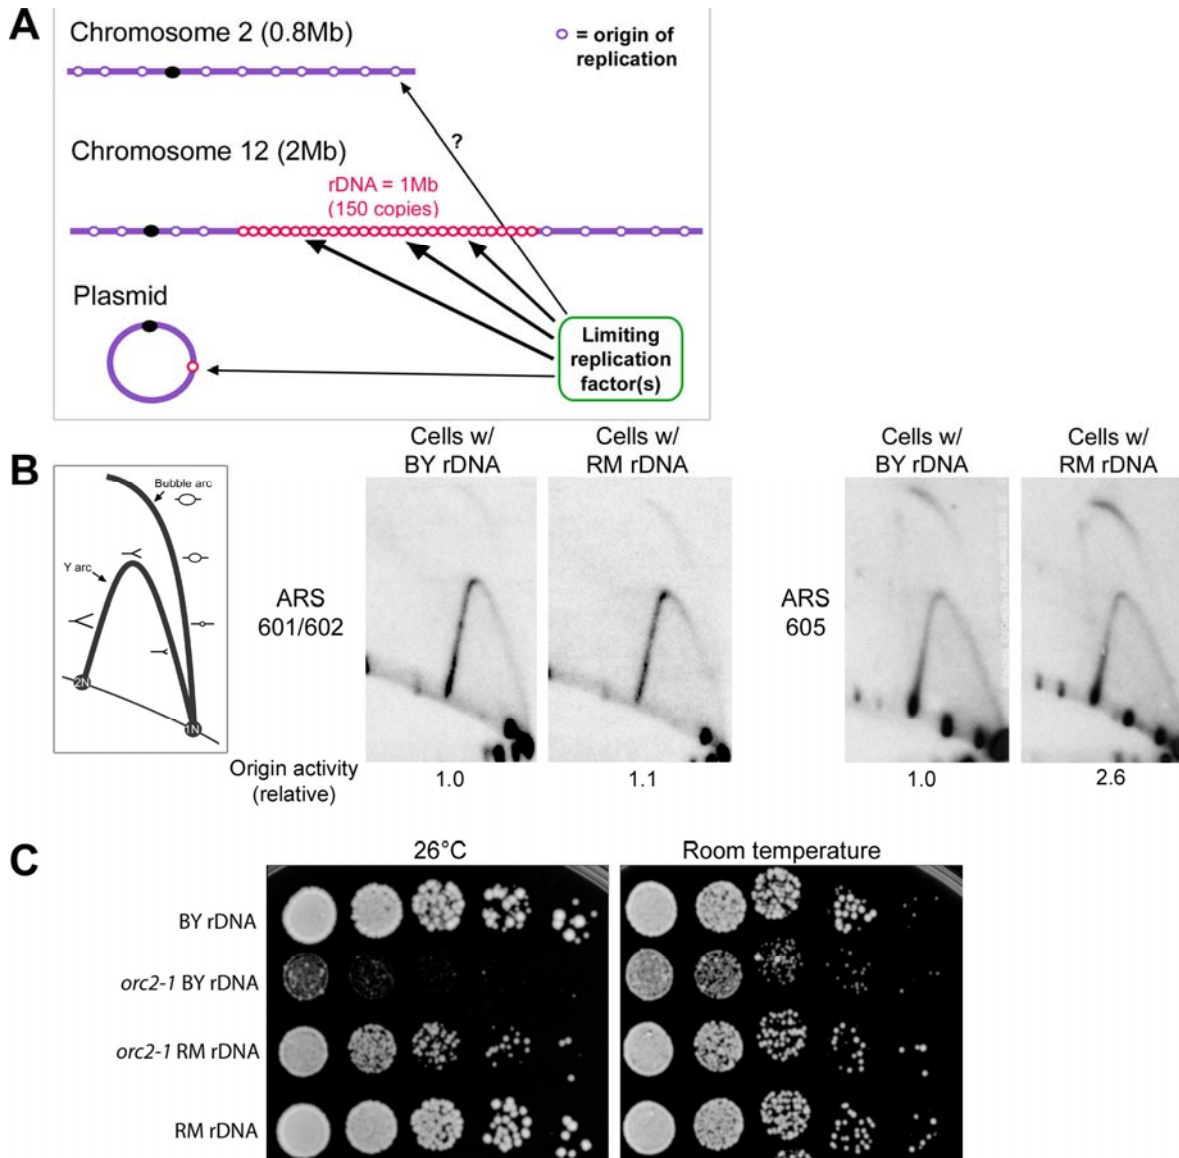 A
Chromosome 2 (0.8Mb)
= origin of
replication
?
Chromosome 12 (2Mb)
rDNA = 1Mb
(150 copies)
Plasmid
Limiting
replication
factor(s)
B
Bubble arc
Y arc
2N
1N
Cells w/
BY rDNA
Cells w/
RM rDNA
Cells w/
BY rDNA
Cells w/
RM rDNA
ARS
601/602
ARS
605
Origin activity
(relative)
1.0
1.1
1.0
2.6
C
26°C
Room temperature
BY rDNA
orc2-1 BY rDNA
orc2-1 RM rDNA
RM rDNA